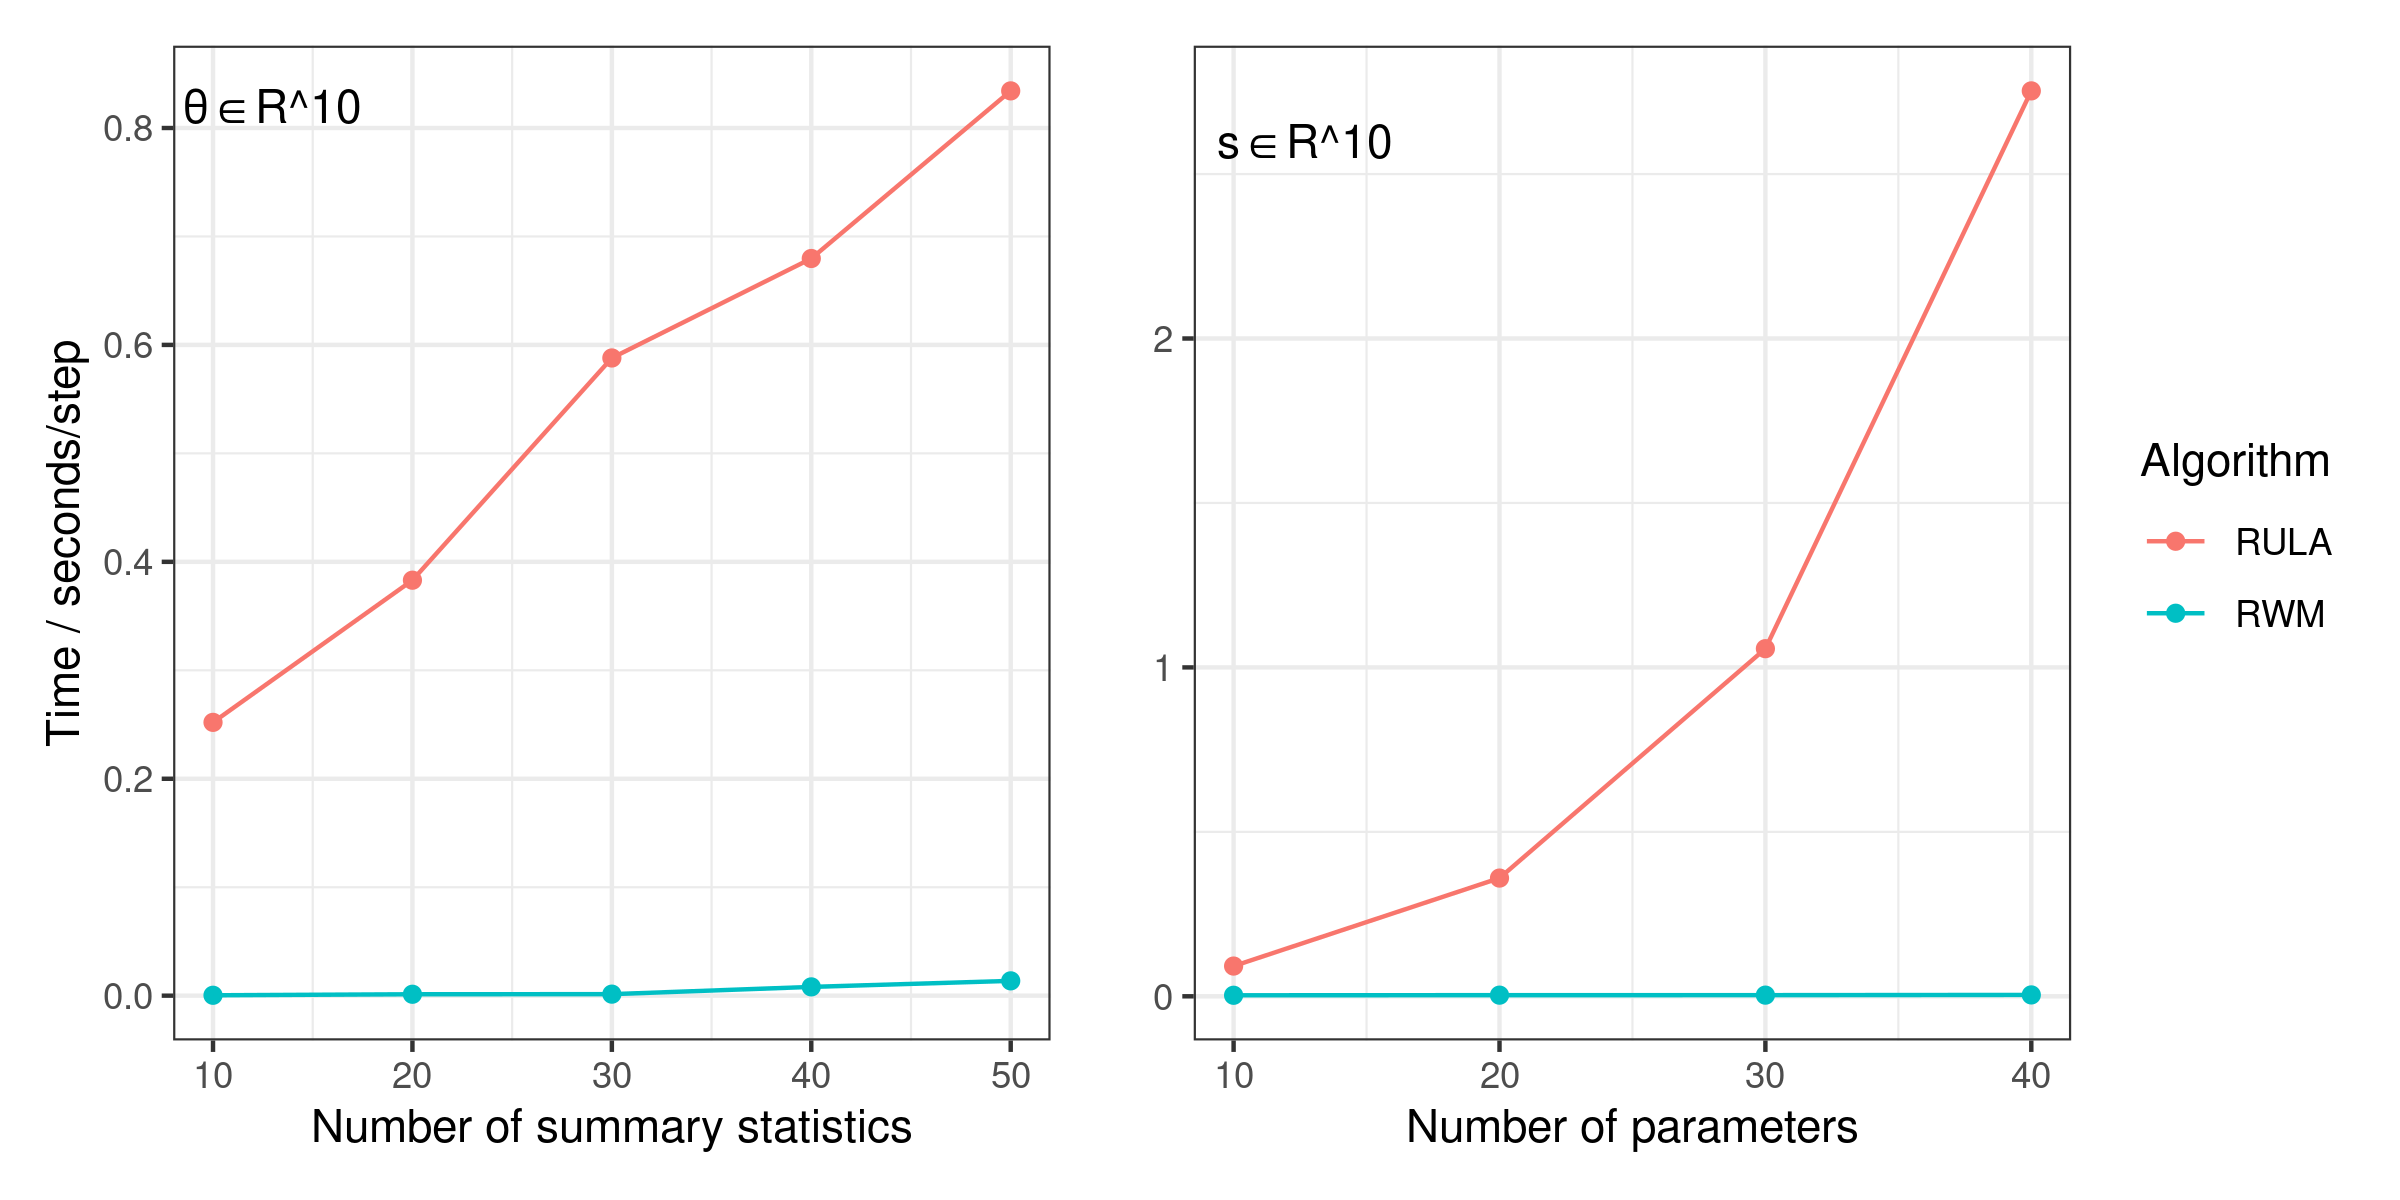 θ ∈ R^10
0.8
0.6
0.4
0.2
0.0
Time / seconds/step
10 20 30 40 50
Number of summary statistics
s ∈ R^10
2
1
0
10 20 30 40
Number of parameters
Algorithm
RULA
RWM